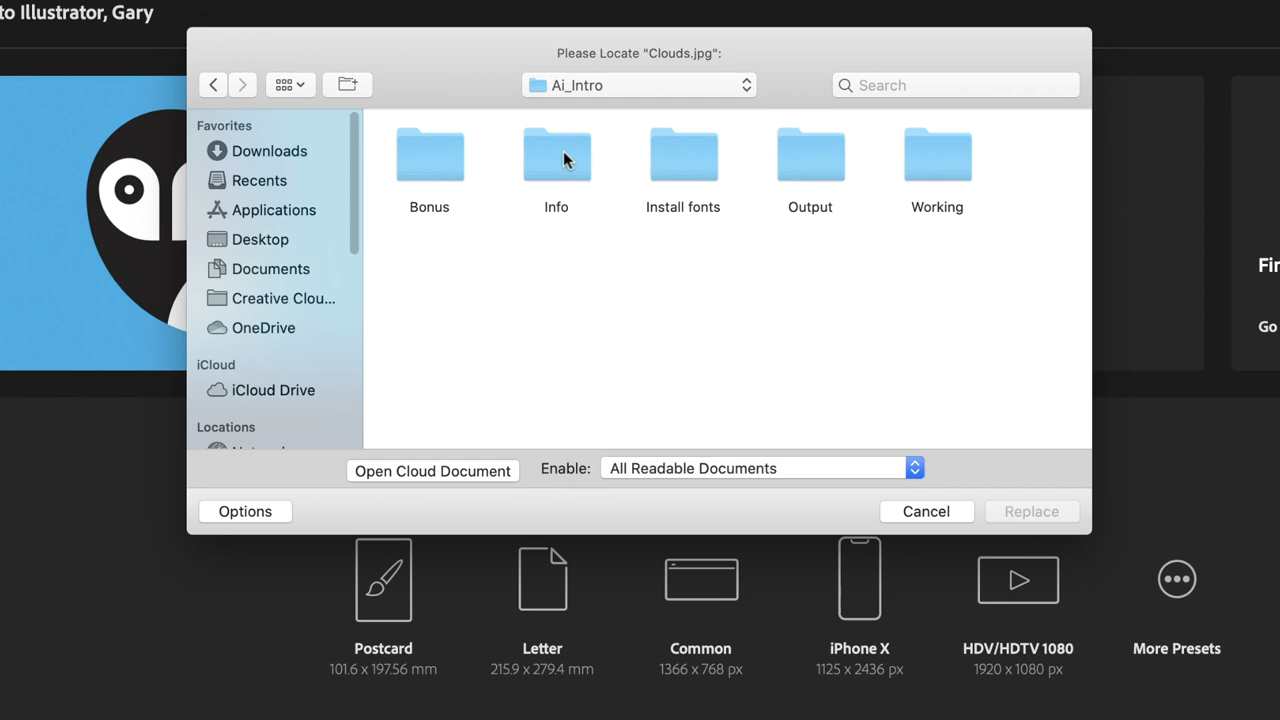 to Illustrator, Gary
Please Locate "Clouds.jpg":
Ai_Intro
Search
Favorites
Downloads
Recents
Applications
Desktop
Documents
Creative Clou...
OneDrive
iCloud
iCloud Drive
Locations
Bonus
Info
Install fonts
Output
Working
Open Cloud Document
Enable:
All Readable Documents
Options
Cancel
Replace
Go
Postcard
101.6 x 197.56 mm
Letter
215.9 x 279.4 mm
Common
1366 x 768 px
iPhone X
1125 x 2436 px
HDV/HDTV 1080
1920 x 1080 px
More Presets